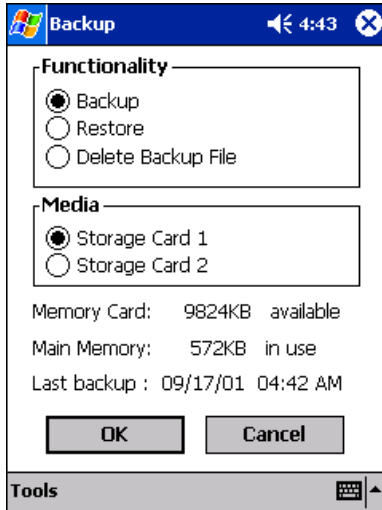 Backup 4:43
Functionality
Backup
Restore
Delete Backup File
Media
Storage Card 1
Storage Card 2
Memory Card: 9824KB available
Main Memory: 572KB in use
Last backup : 09/17/01 04:42 AM
OK Cancel
Tools